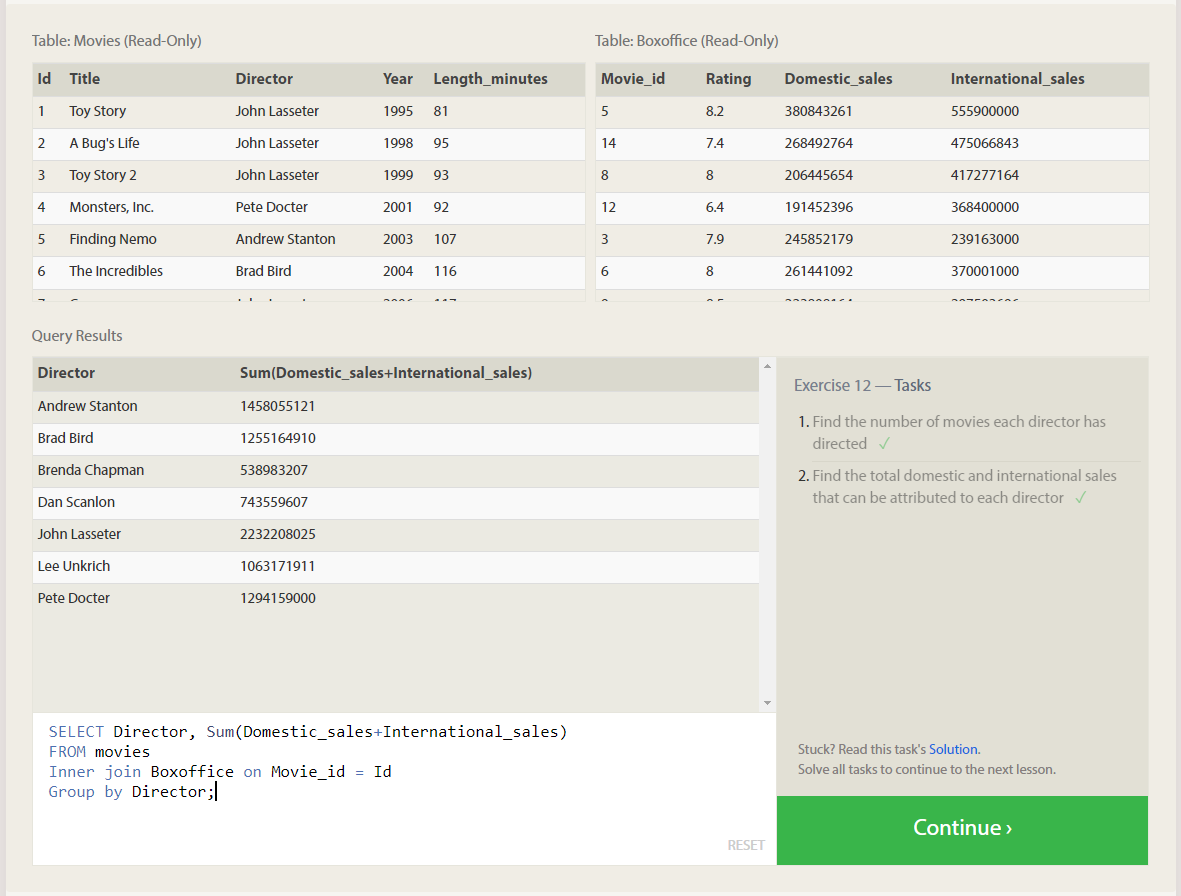 Table: Movies (Read-Only)
Id Title Director Year Length_minutes
1 Toy Story John Lasseter 1995 81
2 A Bug's Life John Lasseter 1998 95
3 Toy Story 2 John Lasseter 1999 93
4 Monsters, Inc. Pete Docter 2001 92
5 Finding Nemo Andrew Stanton 2003 107
6 The Incredibles Brad Bird 2004 116
Table: Boxoffice (Read-Only)
Movie_id Rating Domestic_sales International_sales
5 8.2 380843261 555900000
14 7.4 268492764 475066843
8 8 206445654 417277164
12 6.4 191452396 368400000
3 7.9 245852179 239163000
6 8 261441092 370001000
Query Results
Director Sum(Domestic_sales+International_sales)
Andrew Stanton 1458055121
Brad Bird 1255164910
Brenda Chapman 538983207
Dan Scanlon 743559607
John Lasseter 2232208025
Lee Unkrich 1063171911
Pete Docter 1294159000
SELECT Director, Sum(Domestic_sales+International_sales)
FROM movies
Inner join Boxoffice on Movie_id = Id
Group by Director;
RESET
Exercise 12 — Tasks
1. Find the number of movies each director has
directed ✓
2. Find the total domestic and international sales
that can be attributed to each director ✓
Stuck? Read this task's Solution.
Solve all tasks to continue to the next lesson.
Continue ›